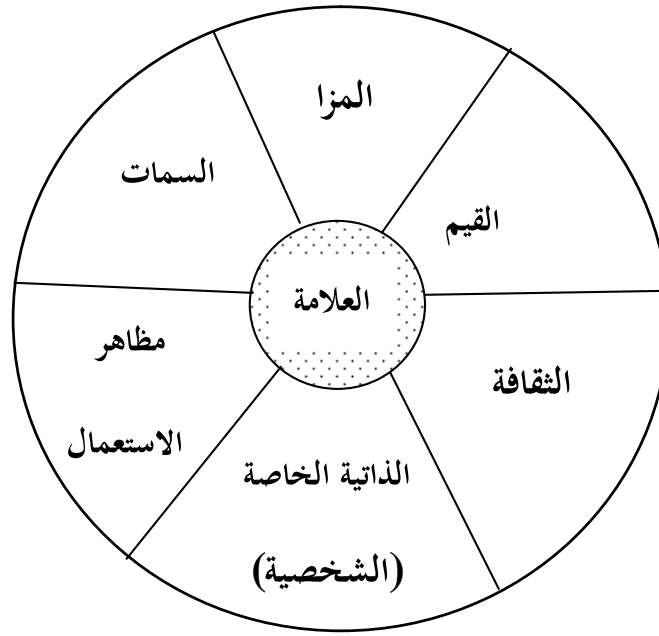 المزا
السمات
القيم
العلامة
مظاهر
الاستعمال
الثقافة
الذاتية الخاصة
(الشخصية)